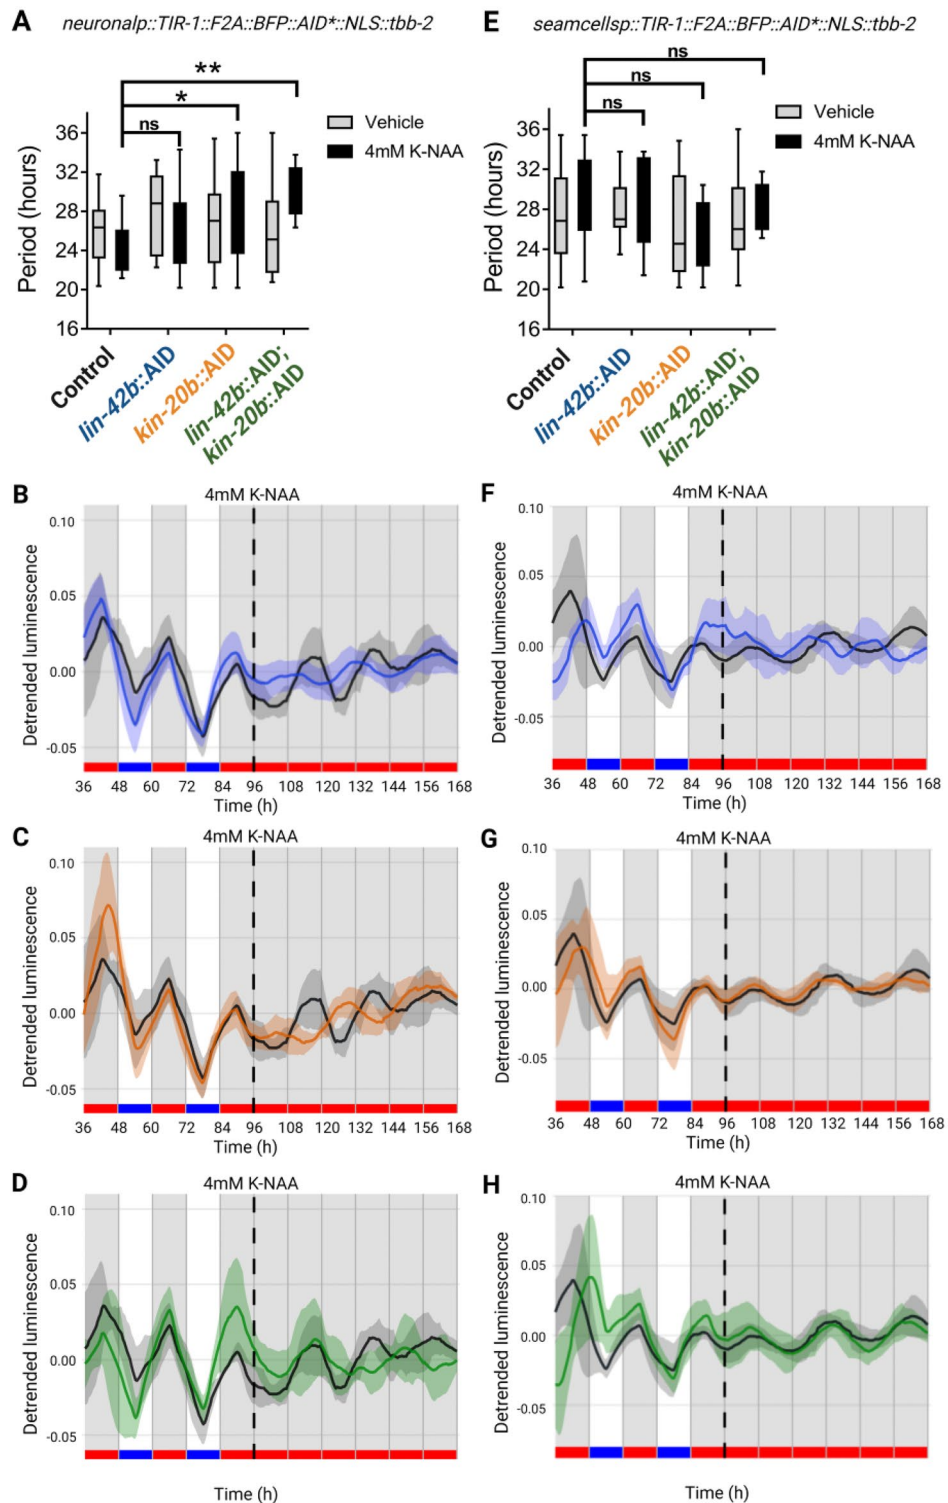 A
neuronalp::TIR-1::F2A::BFP::AID*::NLS::tbb-2
**
*
ns
Vehicle
4mM K-NAA
Period (hours)
36
32
28
24
20
16
Control
lin-42b::AID
kin-20b::AID
lin-42b::AID;
kin-20b::AID
E
seamcellsp::TIR-1::F2A::BFP::AID*::NLS::tbb-2
ns
ns
ns
Vehicle
4mM K-NAA
Period (hours)
36
32
28
24
20
16
Control
lin-42b::AID
kin-20b::AID
lin-42b::AID;
kin-20b::AID
B
4mM K-NAA
Detrended luminescence
0.10
0.05
0.00
-0.05
36 48 60 72 84 96 108 120 132 144 156 168
Time (h)
F
4mM K-NAA
Detrended luminescence
0.10
0.05
0.00
-0.05
36 48 60 72 84 96 108 120 132 144 156 168
Time (h)
C
4mM K-NAA
Detrended luminescence
0.10
0.05
0.00
-0.05
36 48 60 72 84 96 108 120 132 144 156 168
Time (h)
G
4mM K-NAA
Detrended luminescence
0.10
0.05
0.00
-0.05
36 48 60 72 84 96 108 120 132 144 156 168
Time (h)
D
4mM K-NAA
Detrended luminescence
0.10
0.05
0.00
-0.05
Time (h)
H
4mM K-NAA
Detrended luminescence
0.10
0.05
0.00
-0.05
Time (h)